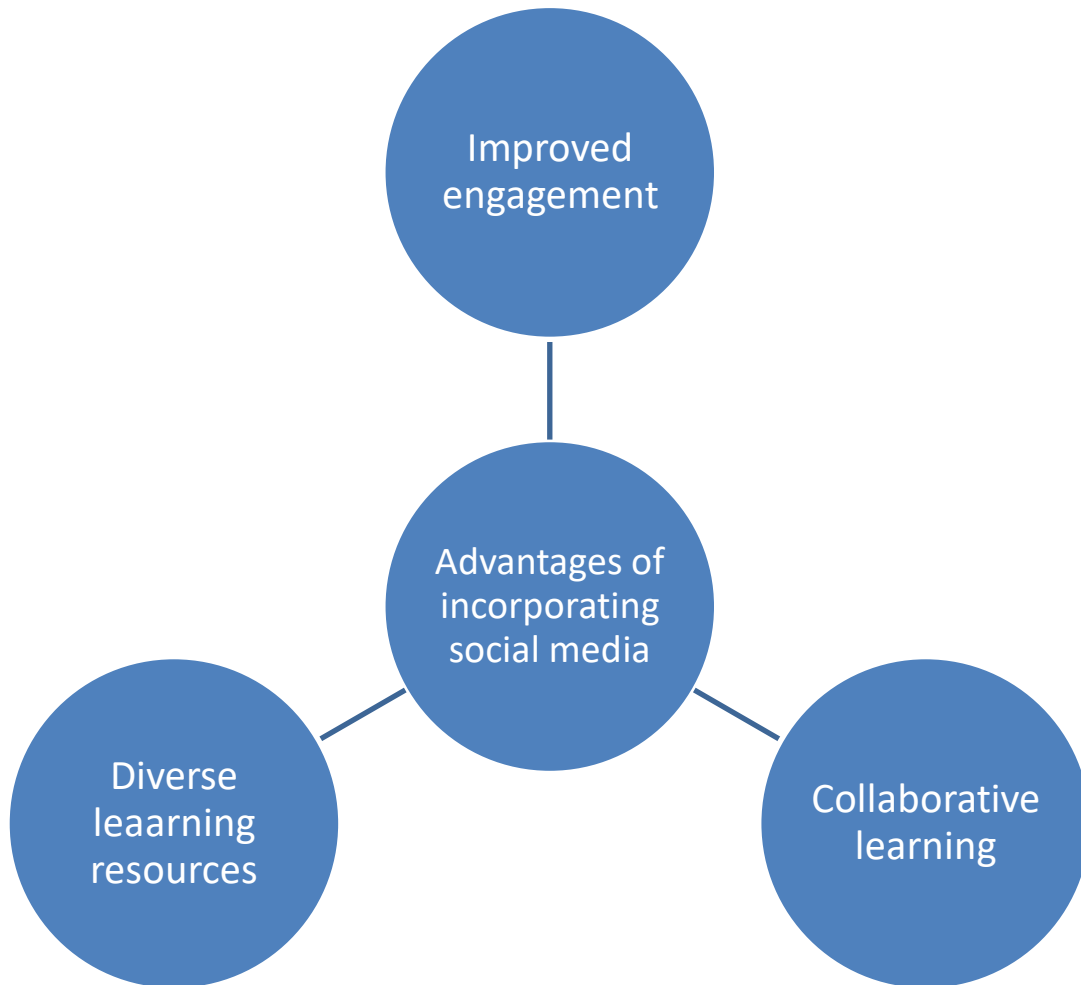 Improved
engagement
Advantages of
incorporating
social media
Diverse
leaarning
resources
Collaborative
learning